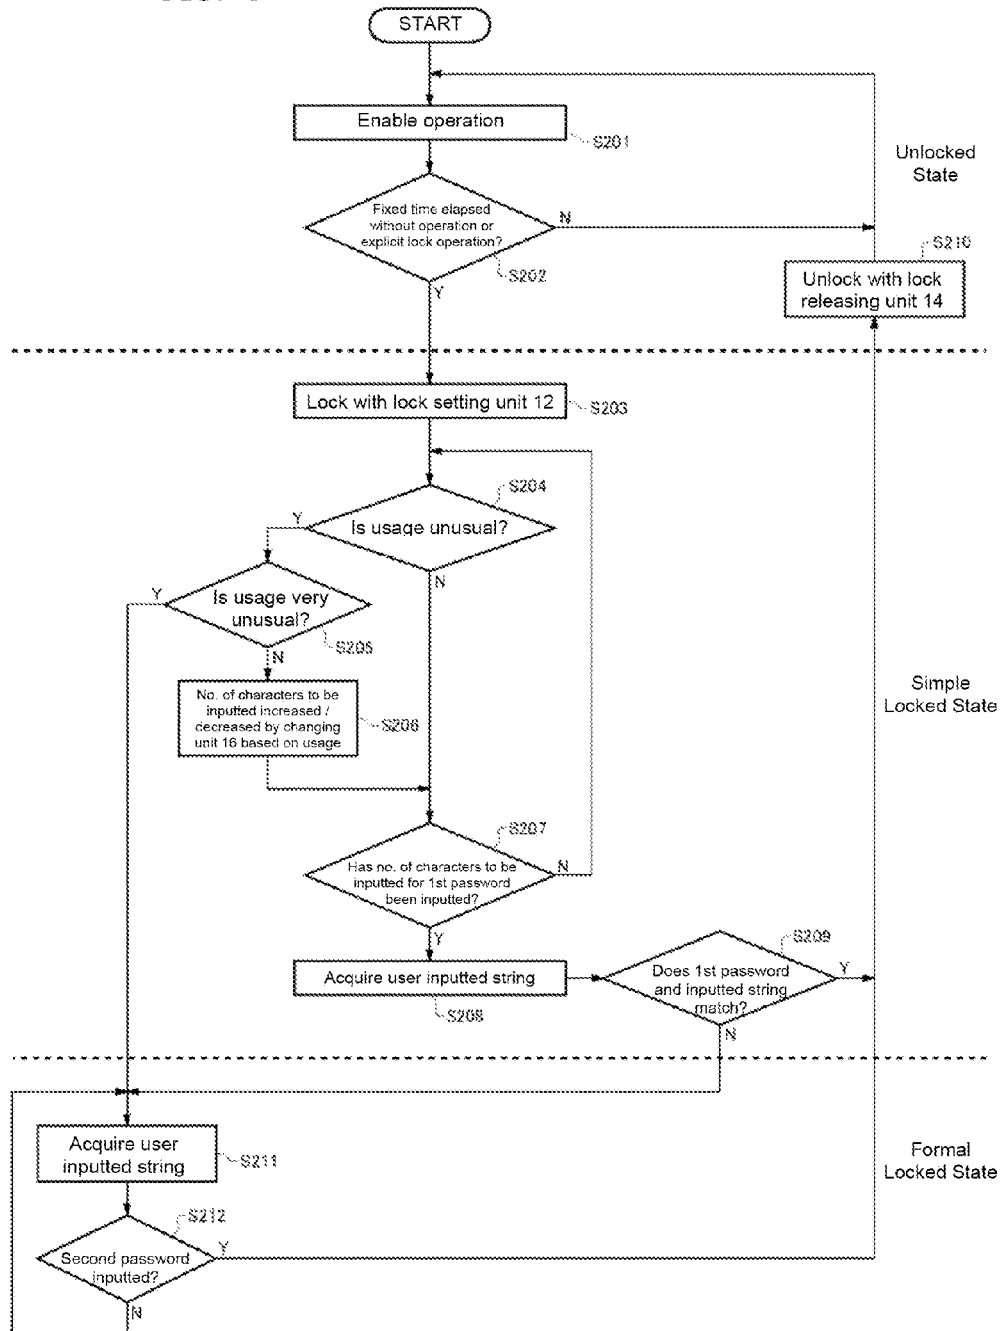 START
Enable operation
S201
Fixed time elapsed
without operation or
explicit lock operation?
N
S202
Y
Unlocked
State
S210
Unlock with lock
releasing unit 14
Lock with lock setting unit 12
S203
S204
Y
Is usage unusual?
N
Y
Is usage very
unusual?
S205
N
No. of characters to be
inputted increased /
decreased by changing
unit 16 based on usage
S206
Simple
Locked State
S207
Has no. of characters to be
inputted for 1st password
been inputted?
N
Y
Acquire user inputted string
S208
S209
Does 1st password
and inputted string
match?
Y
N
Acquire user
inputted string
S211
Formal
Locked State
S212
Second password
inputted?
Y
N